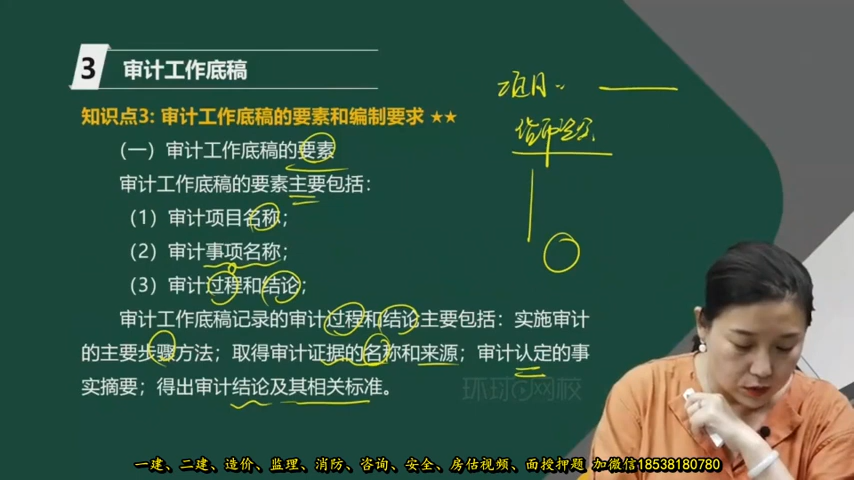 3 审计工作底稿
知识点3: 审计工作底稿的要素和编制要求 ★★
（一）审计工作底稿的要素
审计工作底稿的要素主要包括：
（1）审计项目名称；
（2）审计事项名称；
（3）审计过程和结论；
审计工作底稿记录的审计过程和结论主要包括：实施审计
的主要步骤方法；取得审计证据的名称和来源；审计认定的事
实摘要；得出审计结论及其相关标准。
项目
货币资金
环球网校
一建、二建、造价、监理、消防、咨询、安全、房估视频、面授押题 加微信18538180780